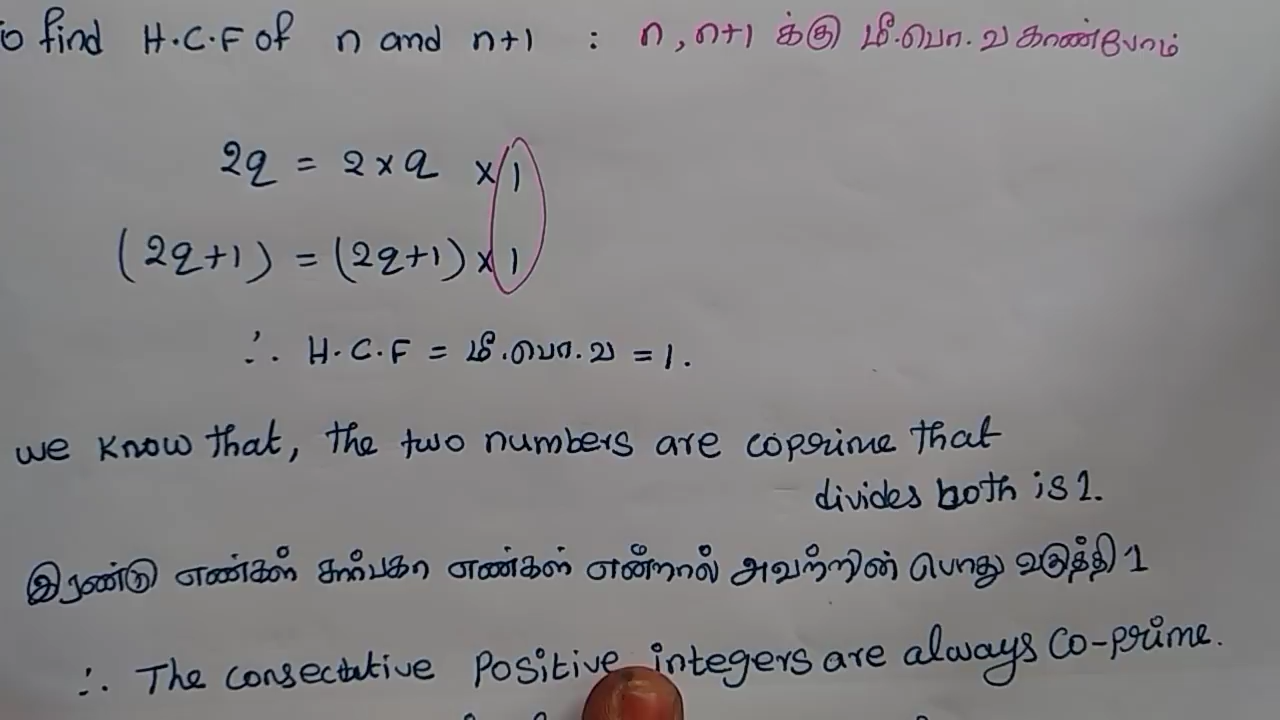 To find H.C.F of n and n+1 : n, n+1 க்கு மீ.பொ.வ காண்போம்
2q = 2 × q × 1
(2q+1) = (2q+1) × 1
∴ H.C.F = மீ.பொ.வ = 1.
we know that, the two numbers are coprime that
divides both is 1.
இரண்டு எண்கள் சார்பகா எண்கள் என்றால் அவற்றின் பொது வகுத்தி 1
∴ The consectative positive integers are always co-prime.